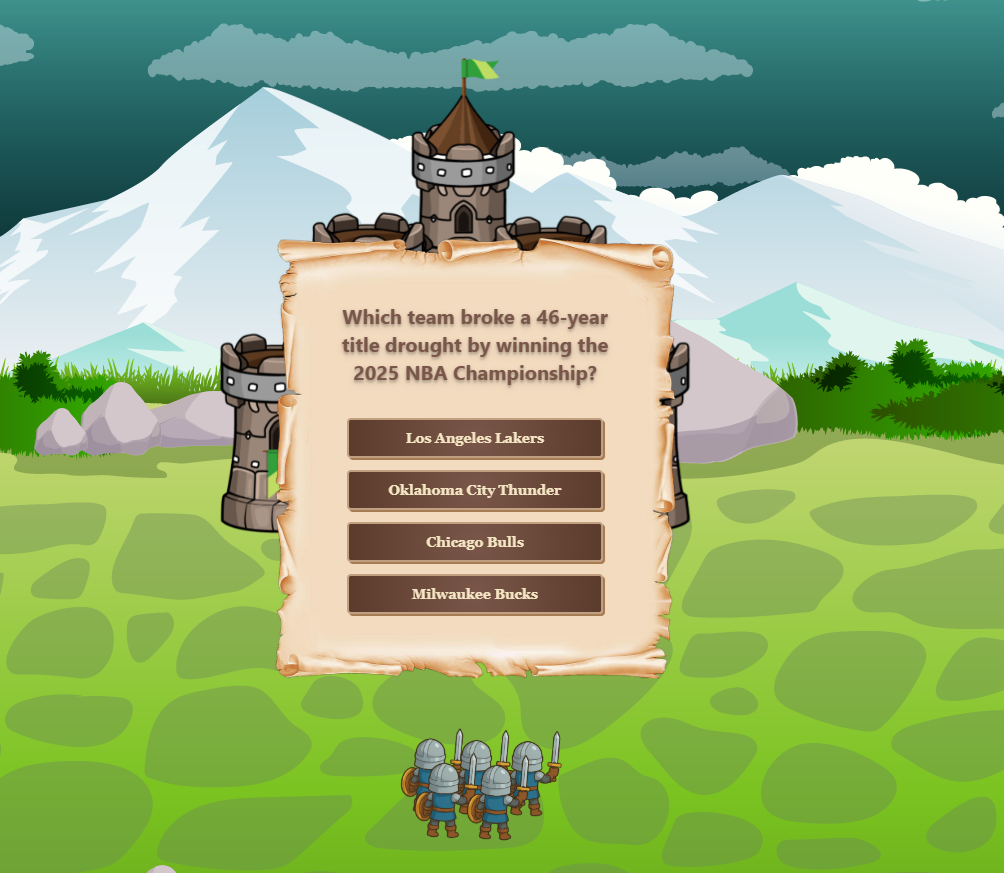 Which team broke a 46-year
title drought by winning the
2025 NBA Championship?
Los Angeles Lakers
Oklahoma City Thunder
Chicago Bulls
Milwaukee Bucks